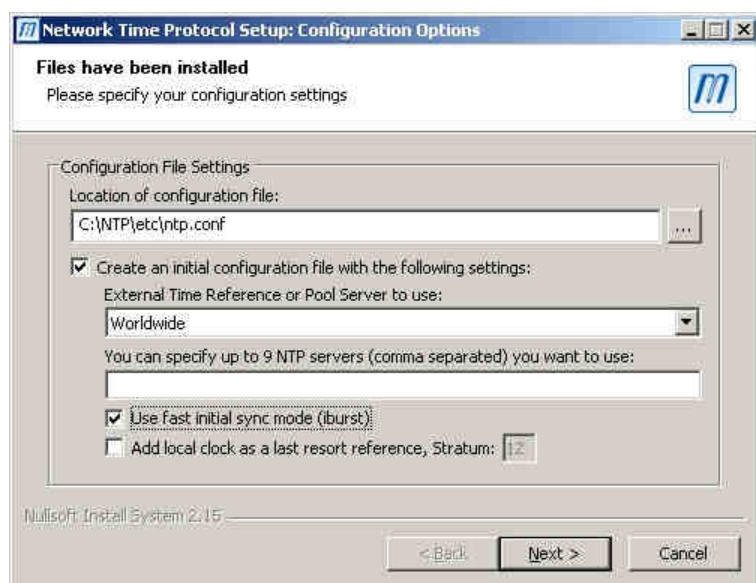 Network Time Protocol Setup: Configuration Options
Files have been installed
Please specify your configuration settings
Configuration File Settings
Location of configuration file:
C:\NTP\etc\ntp.conf
...
Create an initial configuration file with the following settings:
External Time Reference or Pool Server to use:
Worldwide
You can specify up to 9 NTP servers (comma separated) you want to use:
Use fast initial sync mode (iburst)
Add local clock as a last resort reference, Stratum: 12
Nullsoft Install System 2.15
< Back Next > Cancel